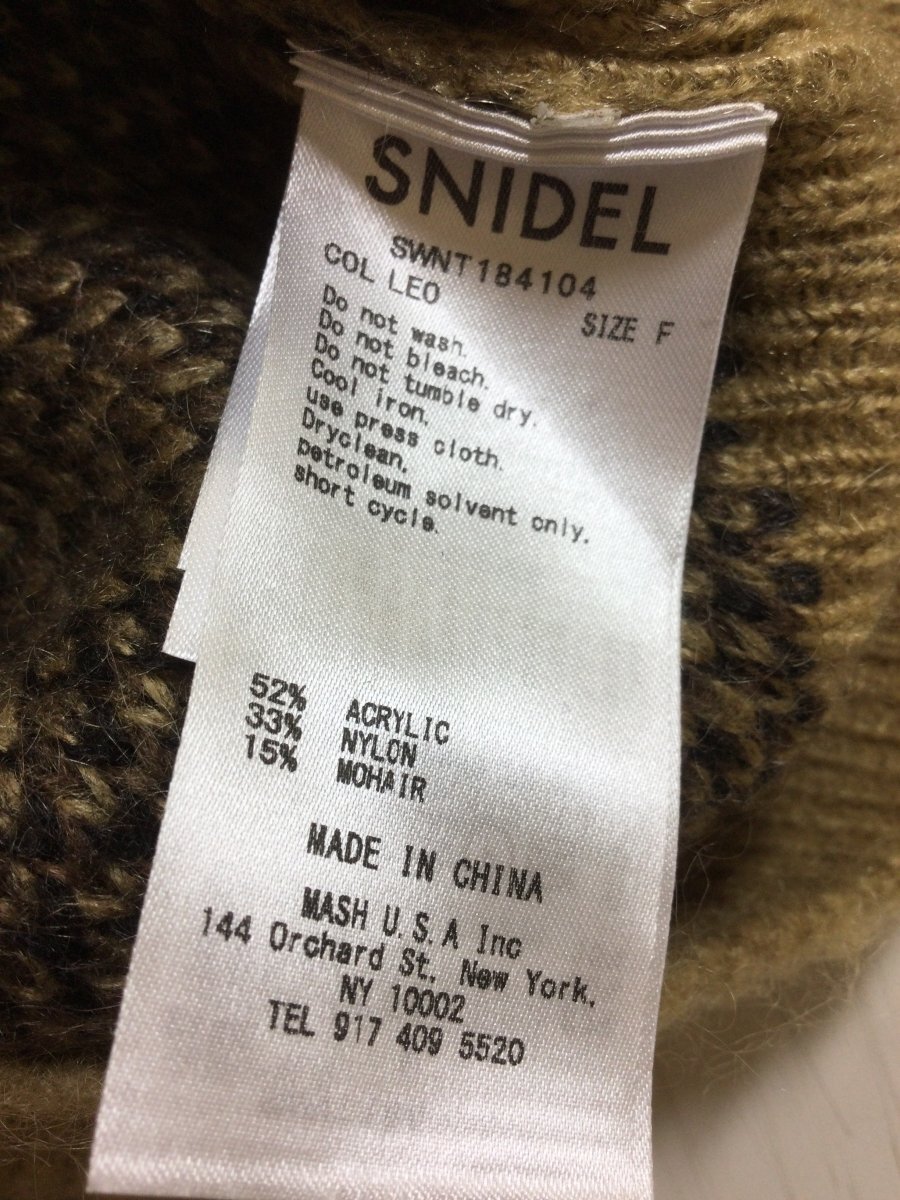 SNIDEL
SWNT184104
COL LEO
SIZE F
Do not wash.
Do not bleach.
Do not tumble dry.
Cool iron.
use press cloth.
Dryclean.
petroleum solvent only.
short cycle.
52% ACRYLIC
33% NYLON
15% MOHAIR
MADE IN CHINA
MASH U.S.A Inc
144 Orchard St. New York.
NY 10002
TEL 917 409 5520